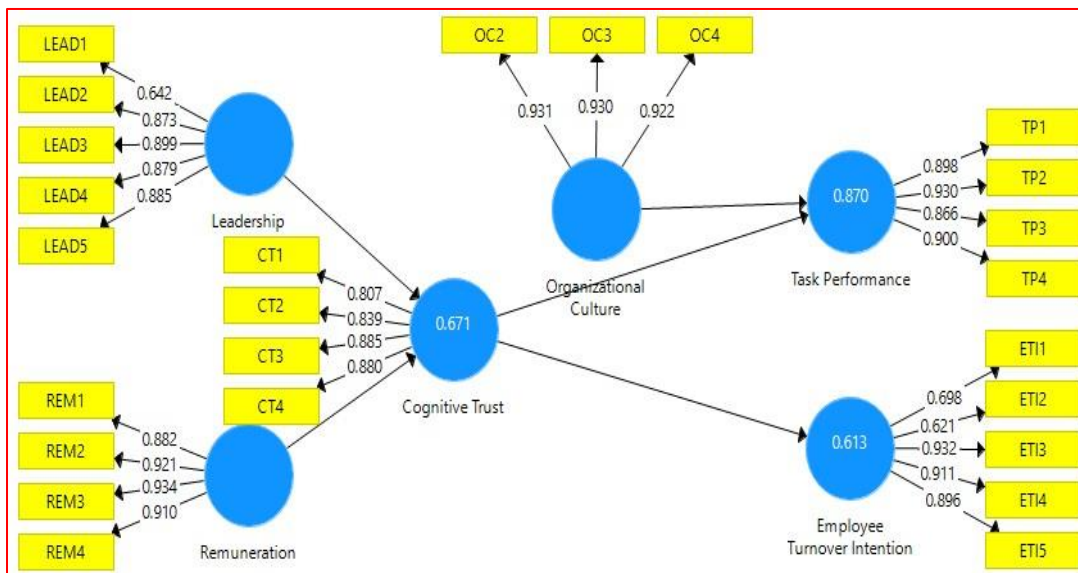 LEAD1
LEAD2
LEAD3
LEAD4
LEAD5
0.642
0.873
0.899
0.879
0.885
Leadership
OC2
OC3
OC4
0.931
0.930
0.922
Organizational
Culture
CT1
CT2
CT3
CT4
0.807
0.839
0.885
0.880
0.671
Cognitive Trust
REM1
REM2
REM3
REM4
0.882
0.921
0.934
0.910
Remuneration
TP1
TP2
TP3
TP4
0.898
0.930
0.866
0.900
0.870
Task Performance
ETI1
ETI2
ETI3
ETI4
ETI5
0.698
0.621
0.932
0.911
0.896
0.613
Employee
Turnover Intention